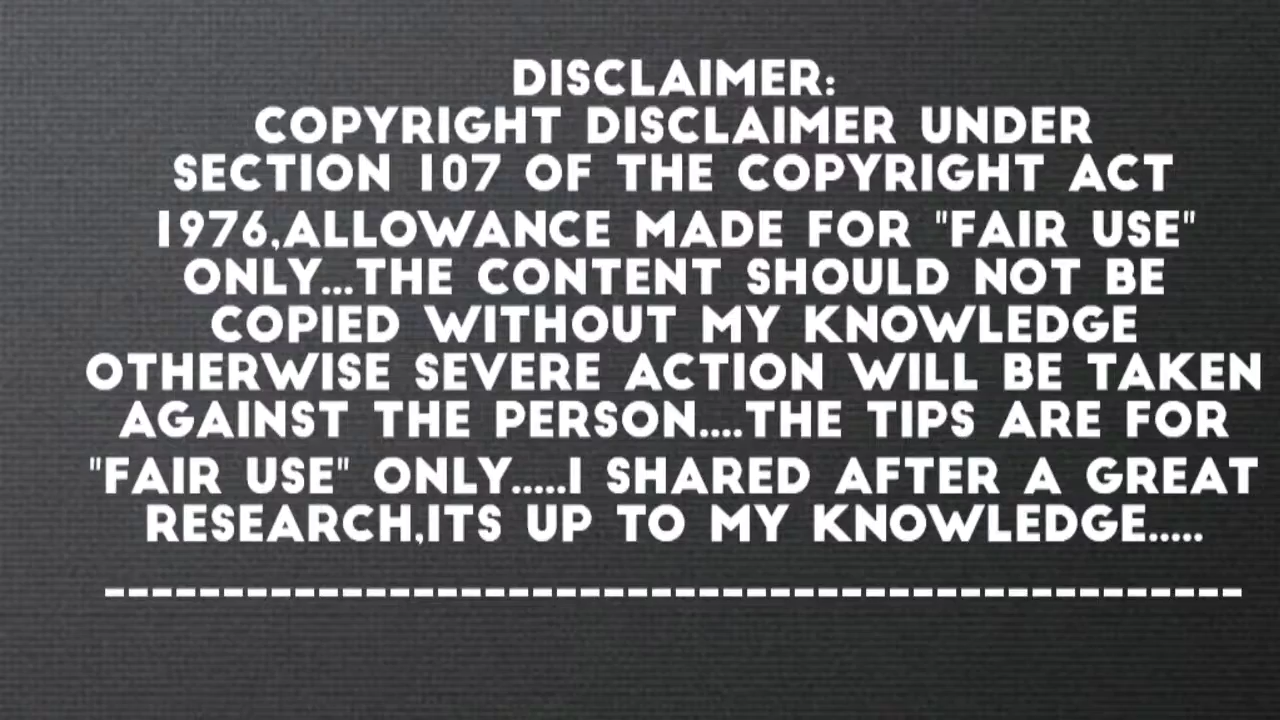 DISCLAIMER:
COPYRIGHT DISCLAIMER UNDER
SECTION 107 OF THE COPYRIGHT ACT
1976,ALLOWANCE MADE FOR "FAIR USE"
ONLY...THE CONTENT SHOULD NOT BE
COPIED WITHOUT MY KNOWLEDGE
OTHERWISE SEVERE ACTION WILL BE TAKEN
AGAINST THE PERSON....THE TIPS ARE FOR
"FAIR USE" ONLY.....I SHARED AFTER A GREAT
RESEARCH,ITS UP TO MY KNOWLEDGE.....
------------------------------------------------